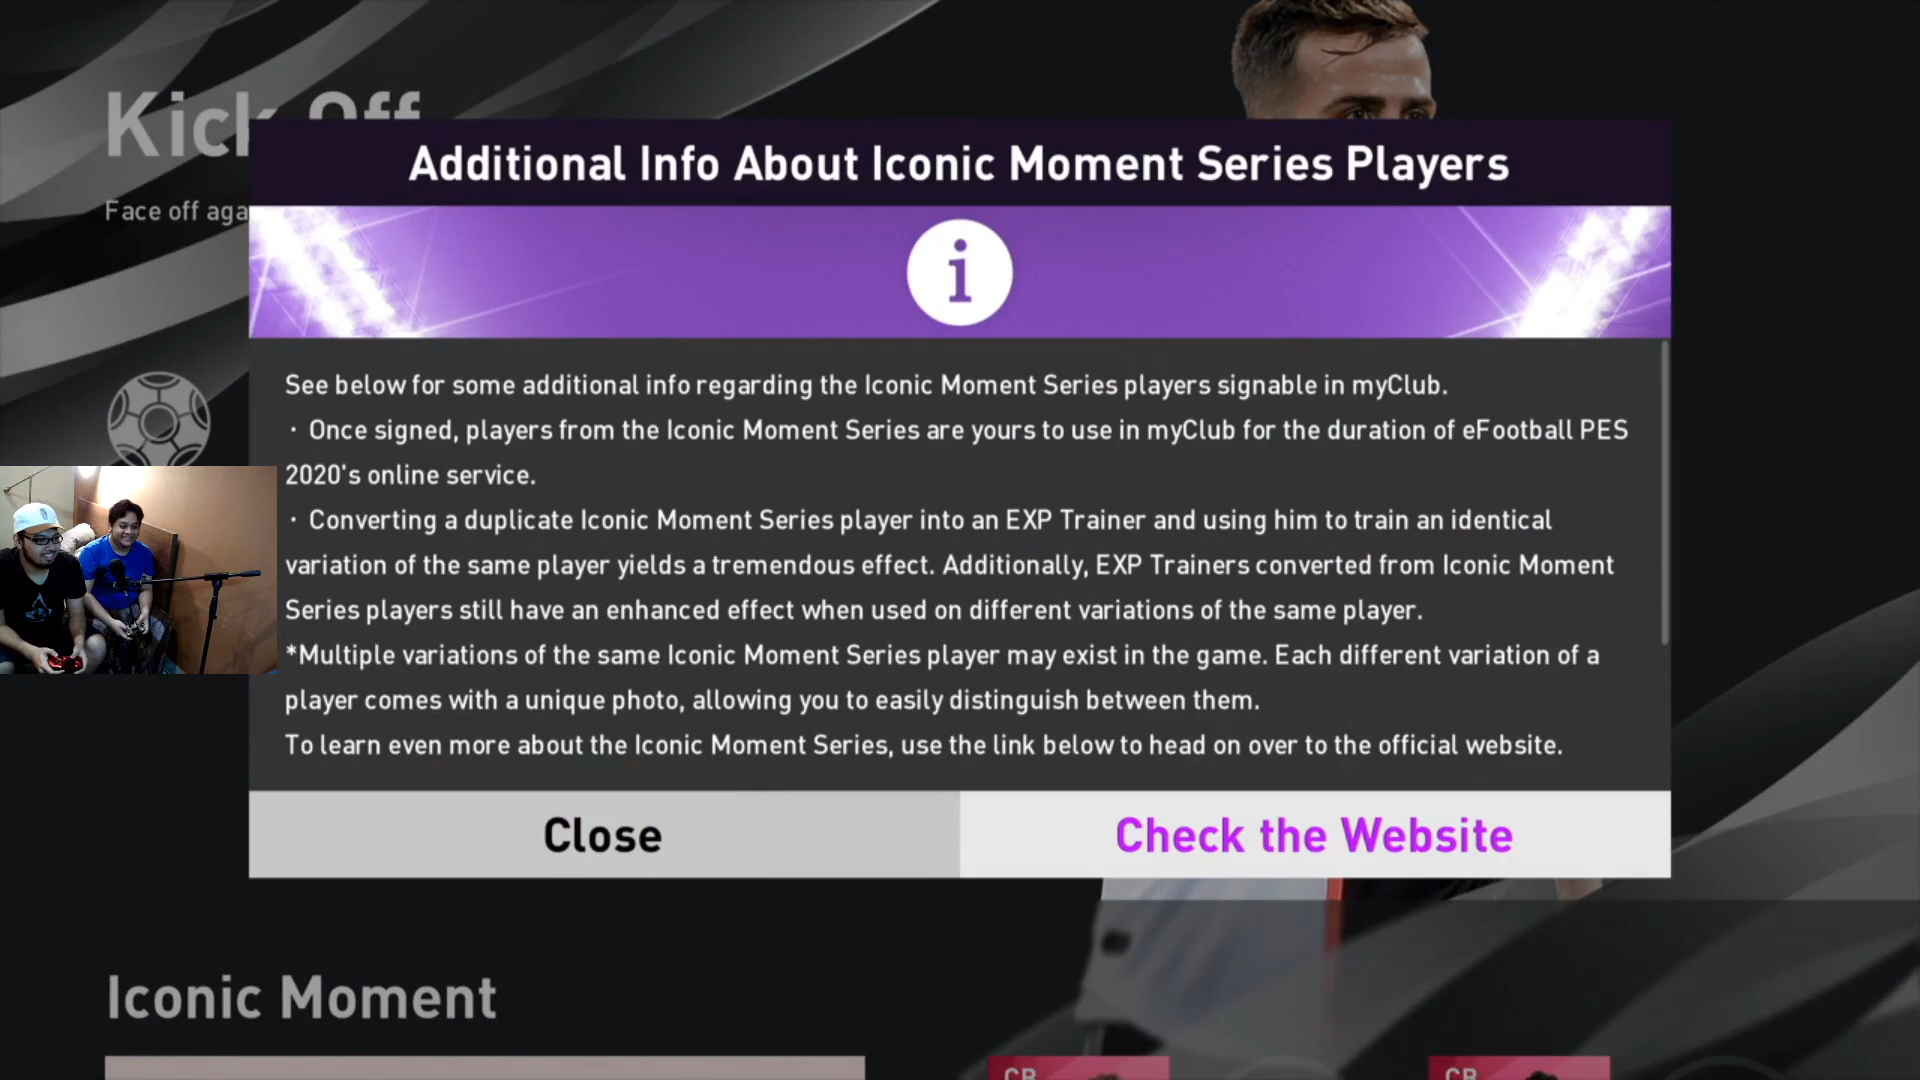 Kick Off
Face off aga
Additional Info About Iconic Moment Series Players
i
See below for some additional info regarding the Iconic Moment Series players signable in myClub.
· Once signed, players from the Iconic Moment Series are yours to use in myClub for the duration of eFootball PES
2020's online service.
· Converting a duplicate Iconic Moment Series player into an EXP Trainer and using him to train an identical
variation of the same player yields a tremendous effect. Additionally, EXP Trainers converted from Iconic Moment
Series players still have an enhanced effect when used on different variations of the same player.
*Multiple variations of the same Iconic Moment Series player may exist in the game. Each different variation of a
player comes with a unique photo, allowing you to easily distinguish between them.
To learn even more about the Iconic Moment Series, use the link below to head on over to the official website.
Close
Check the Website
Iconic Moment
CB
CB